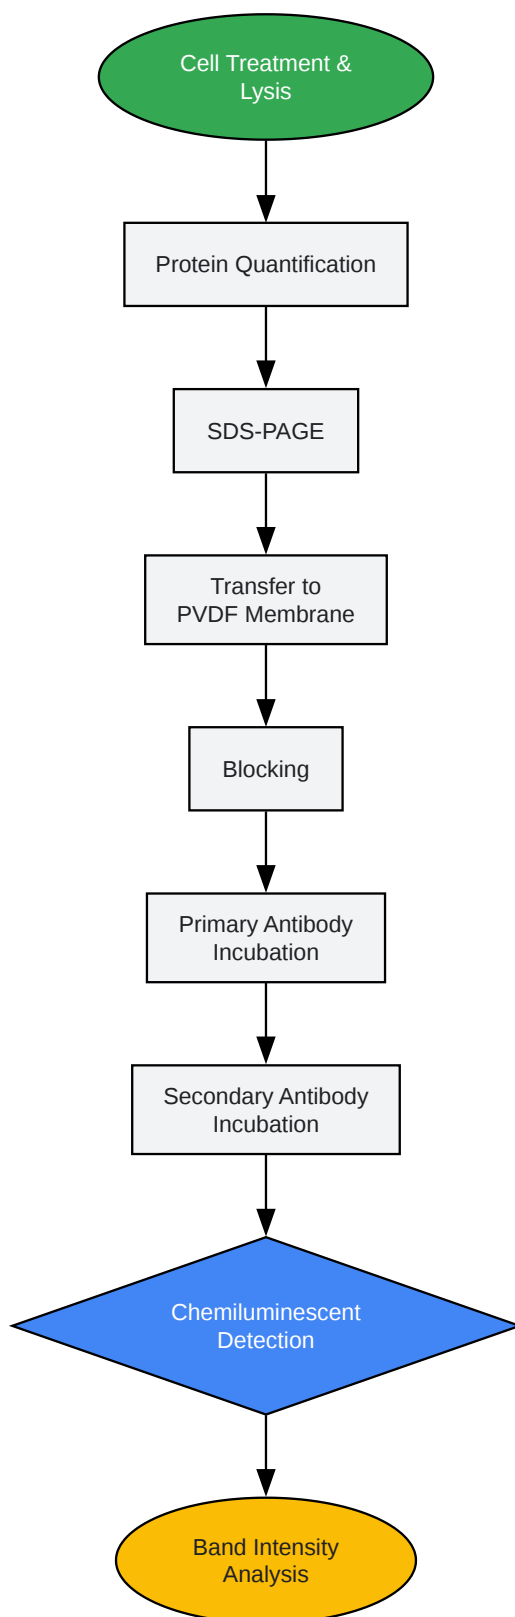 Cell Treatment &
Lysis
Protein Quantification
SDS-PAGE
Transfer to
PVDF Membrane
Blocking
Primary Antibody
Incubation
Secondary Antibody
Incubation
Chemiluminescent
Detection
Band Intensity
Analysis